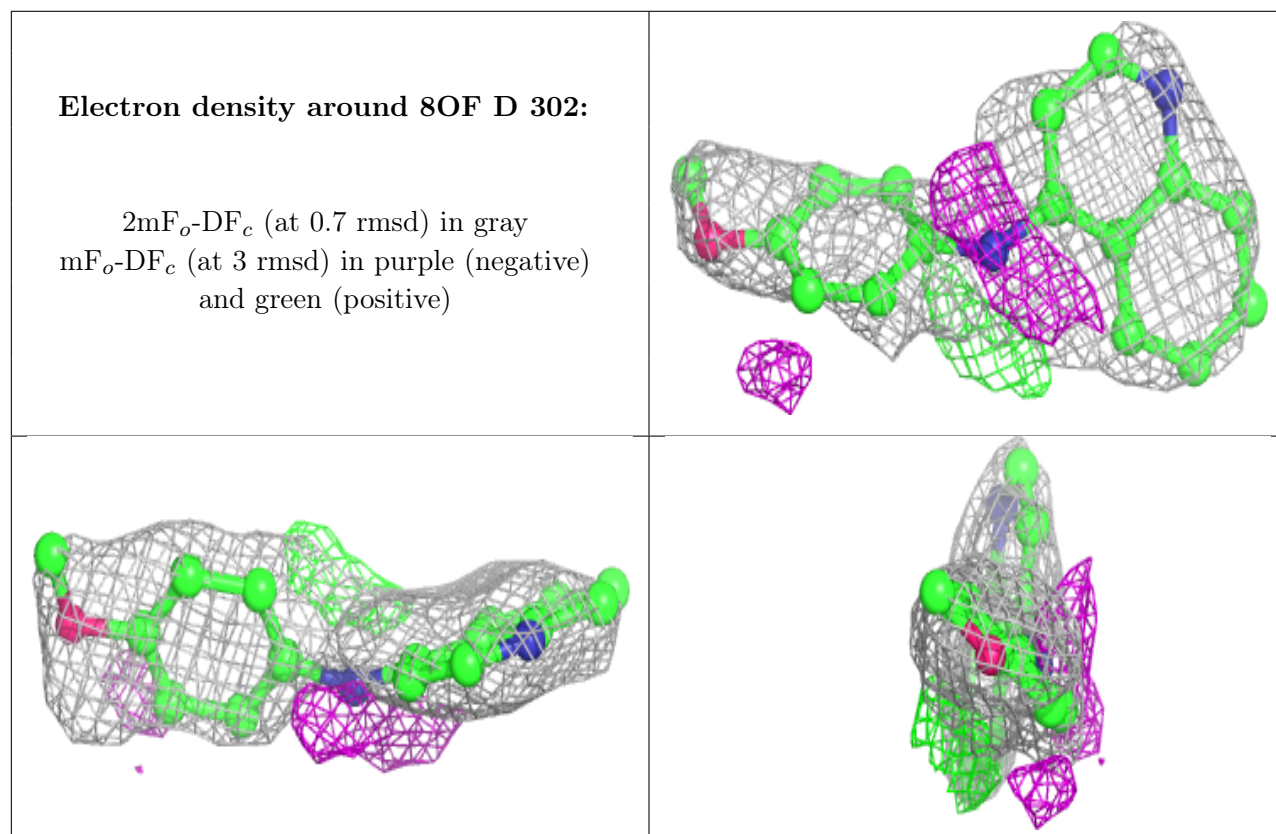 Electron density around 8OF D 302:
2mFₒ-DF𝒸 (at 0.7 rmsd) in gray
mFₒ-DF𝒸 (at 3 rmsd) in purple (negative)
and green (positive)